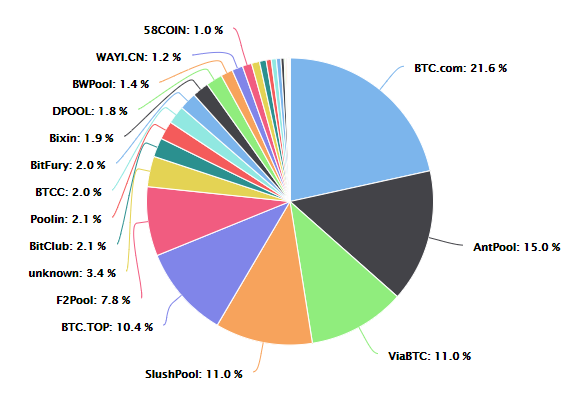 58COIN: 1.0 %
WAYI.CN: 1.2 %
BWPool: 1.4 %
DPOOL: 1.8 %
Bixin: 1.9 %
BitFury: 2.0 %
BTCC: 2.0 %
Poolin: 2.1 %
BitClub: 2.1 %
unknown: 3.4 %
F2Pool: 7.8 %
BTC.TOP: 10.4 %
SlushPool: 11.0 %
ViaBTC: 11.0 %
AntPool: 15.0 %
BTC.com: 21.6 %